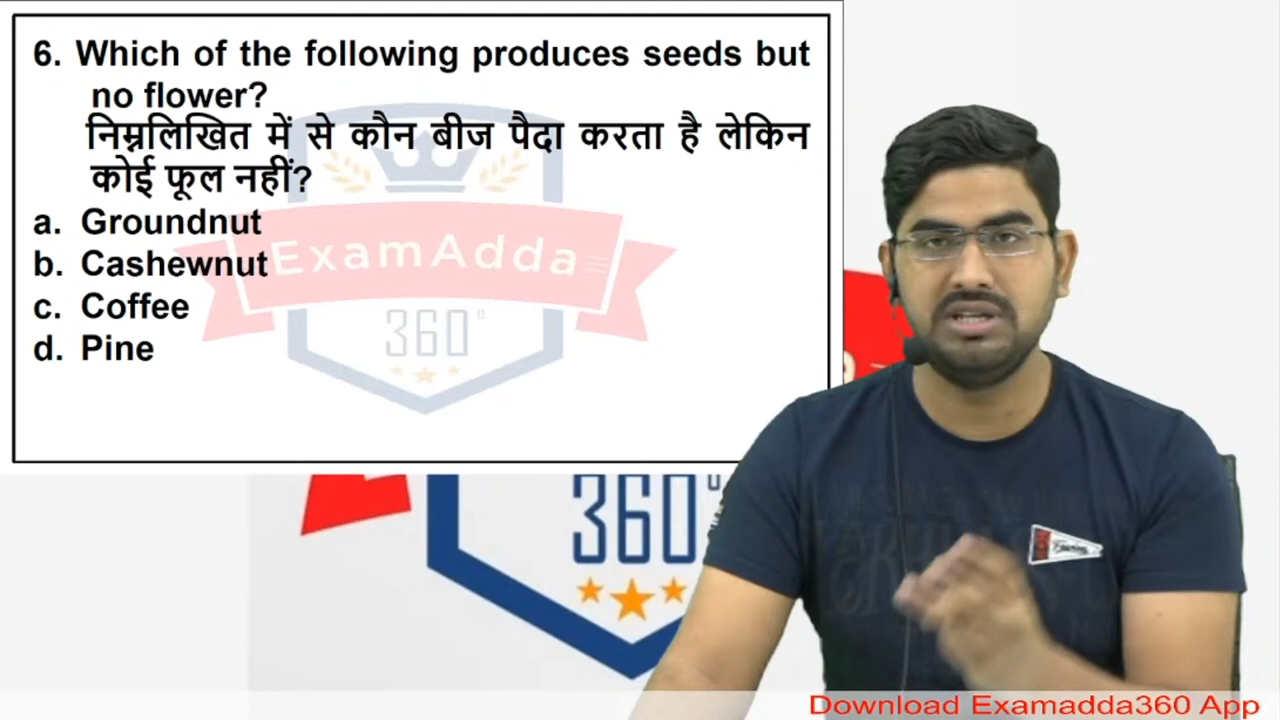 6. Which of the following produces seeds but
no flower?
निम्नलिखित में से कौन बीज पैदा करता है लेकिन
कोई फूल नहीं?
a. Groundnut
b. Cashewnut
c. Coffee
d. Pine
ExamAdda
360°
360
Download Examadda360 App